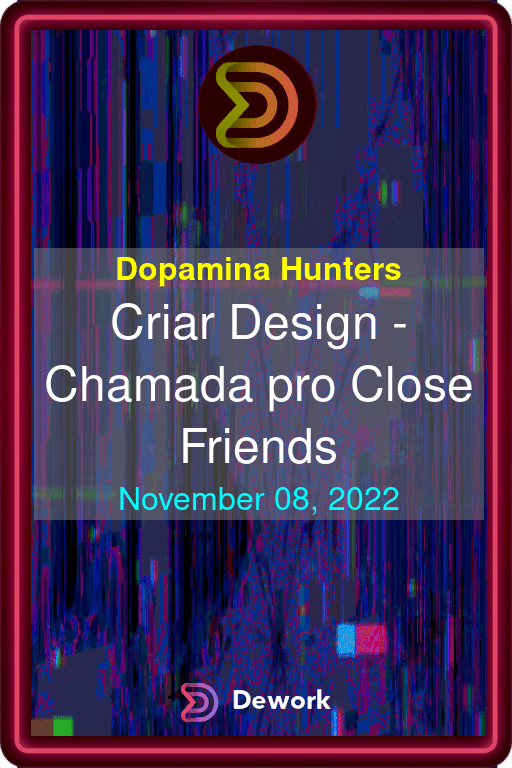 Dopamina Hunters
Criar Design -
Chamada pro Close
Friends
November 08, 2022
Dework